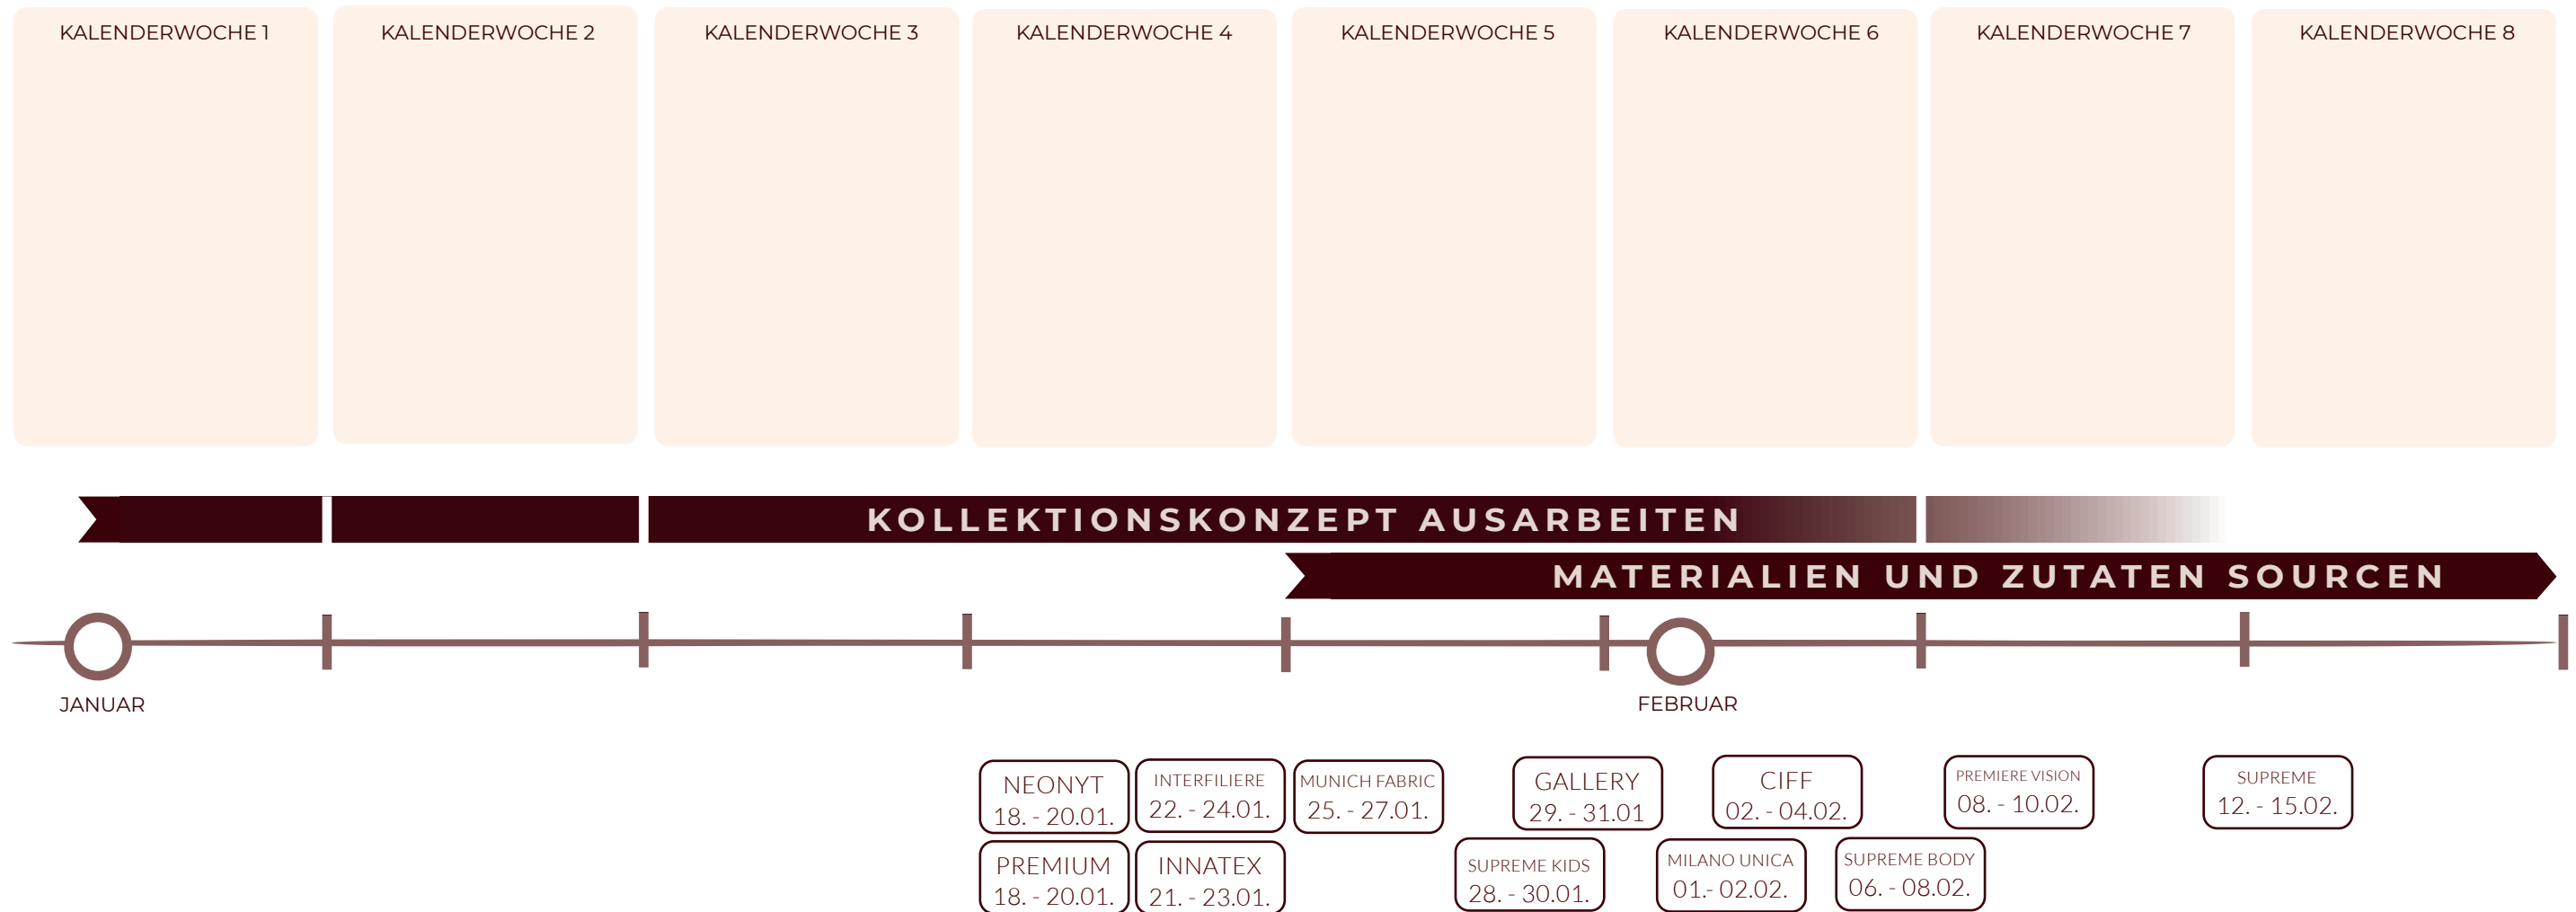 KALENDERWOCHE 1
KALENDERWOCHE 2
KALENDERWOCHE 3
KALENDERWOCHE 4
KALENDERWOCHE 5
KALENDERWOCHE 6
KALENDERWOCHE 7
KALENDERWOCHE 8
KOLLEKTIONSKONZEPT AUSARBEITEN
MATERIALIEN UND ZUTATEN SOURCEN
JANUAR
FEBRUAR
NEONYT
18. - 20.01.
INTERFILIERE
22. - 24.01.
MUNICH FABRIC
25. - 27.01.
GALLERY
29. - 31.01
CIFF
02. - 04.02.
PREMIERE VISION
08. - 10.02.
SUPREME
12. - 15.02.
PREMIUM
18. - 20.01.
INNATEX
21. - 23.01.
SUPREME KIDS
28. - 30.01.
MILANO UNICA
01.- 02.02.
SUPREME BODY
06. - 08.02.